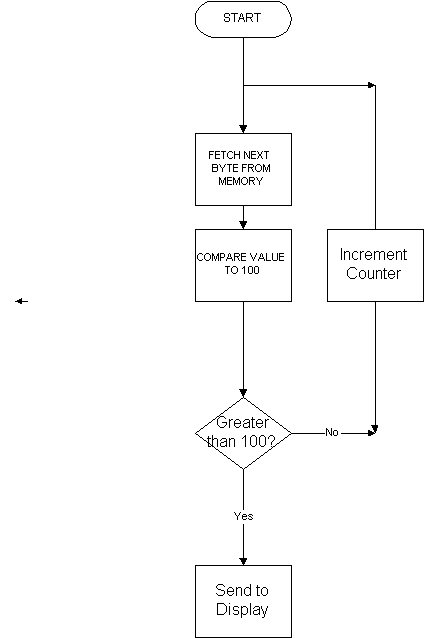 START
FETCH NEXT
BYTE FROM
MEMORY
COMPARE VALUE
TO 100
Increment
Counter
Greater
than 100?
No
Yes
Send to
Display